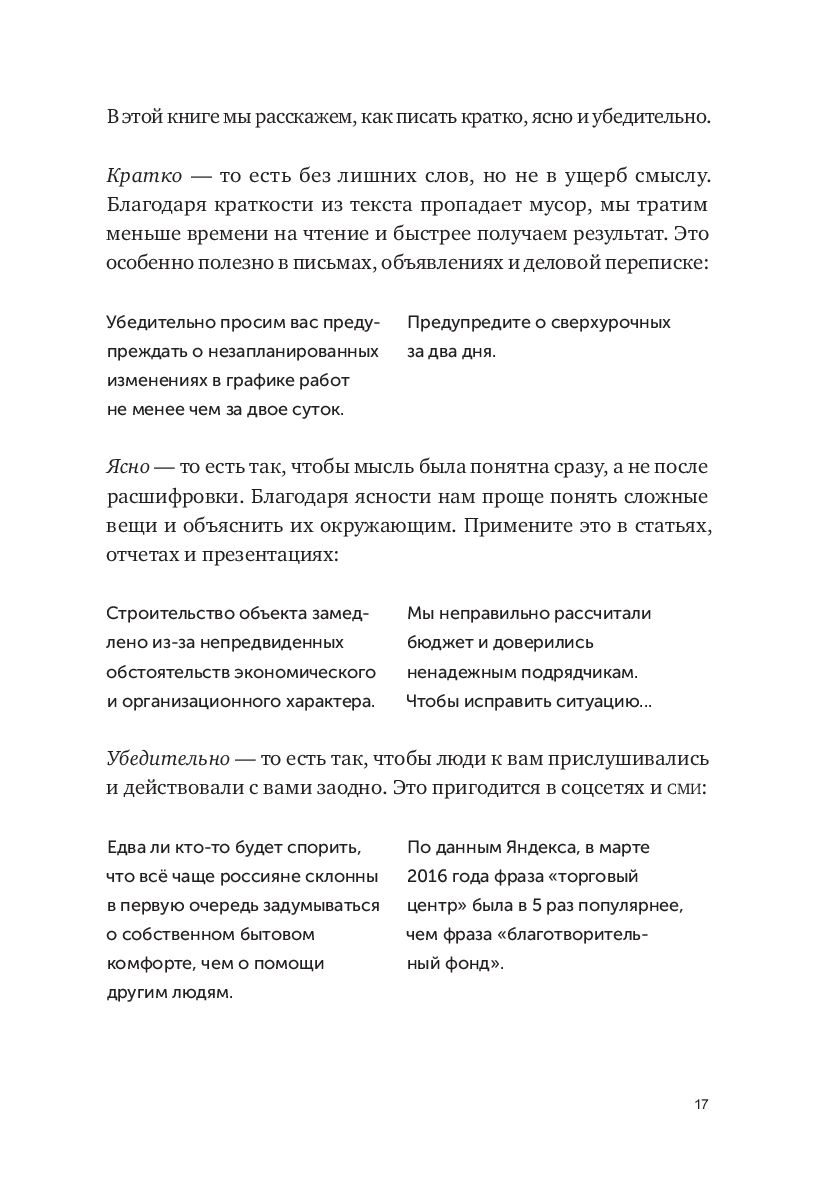 В этой книге мы расскажем, как писать кратко, ясно и убедительно.
Кратко — то есть без лишних слов, но не в ущерб смыслу.
Благодаря краткости из текста пропадает мусор, мы тратим
меньше времени на чтение и быстрее получаем результат. Это
особенно полезно в письмах, объявлениях и деловой переписке:
Убедительно просим вас преду-
преждать о незапланированных
изменениях в графике работ
не менее чем за двое суток.
Предупредите о сверхурочных
за два дня.
Ясно — то есть так, чтобы мысль была понятна сразу, а не после
расшифровки. Благодаря ясности нам проще понять сложные
вещи и объяснить их окружающим. Примените это в статьях,
отчетах и презентациях:
Строительство объекта замед-
лено из-за непредвиденных
обстоятельств экономического
и организационного характера.
Мы неправильно рассчитали
бюджет и доверились
ненадежным подрядчикам.
Чтобы исправить ситуацию...
Убедительно — то есть так, чтобы люди к вам прислушивались
и действовали с вами заодно. Это пригодится в соцсетях и СМИ:
Едва ли кто-то будет спорить,
что всё чаще россияне склонны
в первую очередь задумываться
о собственном бытовом
комфорте, чем о помощи
другим людям.
По данным Яндекса, в марте
2016 года фраза «торговый
центр» была в 5 раз популярнее,
чем фраза «благотворитель-
ный фонд».
17